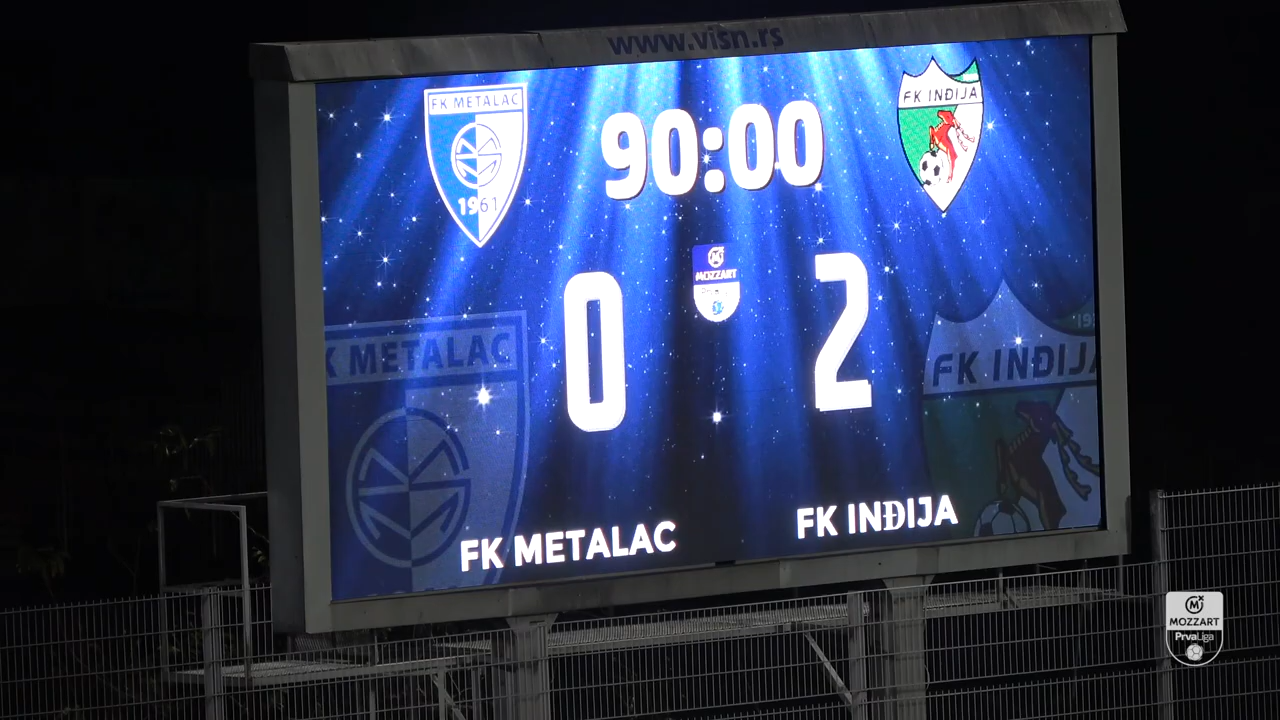 www.visn.rs
FK METALAC
1961
90:00
FK INĐIJA
0
MOZZART
2
K METALAC
FK INĐIJA
FK METALAC
FK INĐIJA
MOZZART
PrvaLiga